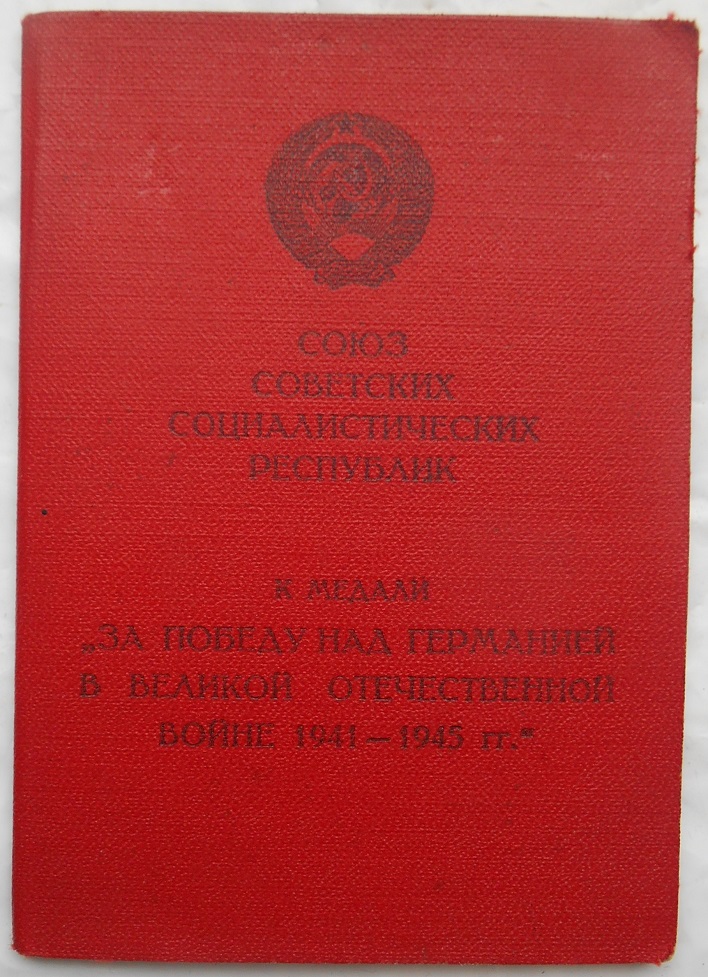 СОЮЗ
СОВЕТСКИХ
СОЦИАЛИСТИЧЕСКИХ
РЕСПУБЛИК
К МЕДАЛИ
„ЗА ПОБЕДУ НАД ГЕРМАНИЕЙ
В ВЕЛИКОЙ ОТЕЧЕСТВЕННОЙ
ВОЙНЕ 1941—1945 гг.“